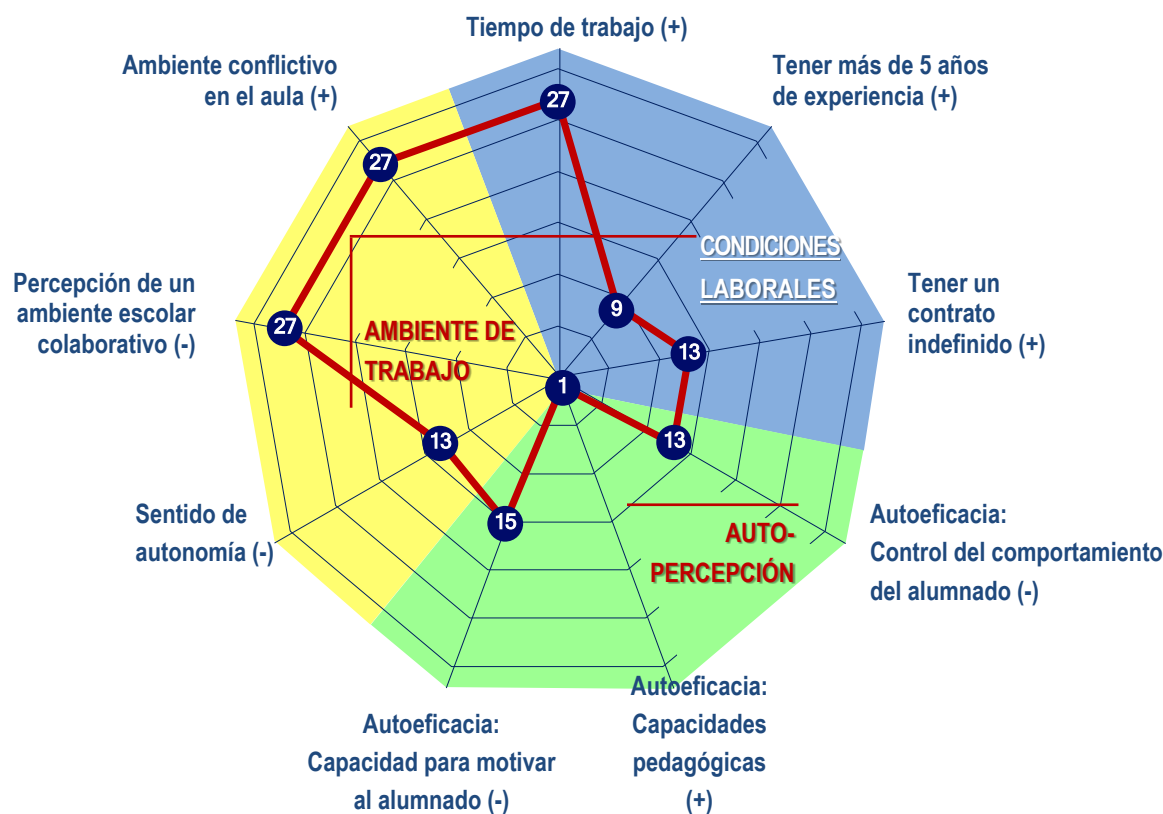 Tiempo de trabajo (+)
Ambiente conflictivo
en el aula (+)
Tener más de 5 años
de experiencia (+)
27
27
CONDICIONES
LABORALES
Percepción de un
ambiente escolar
colaborativo (-)
Tener un
contrato
indefinido (+)
9
27
AMBIENTE DE
TRABAJO
13
1
13
13
Sentido de
autonomía (-)
15
AUTO-
PERCEPCIÓN
Autoeficacia:
Control del comportamiento
del alumnado (-)
Autoeficacia:
Capacidades
pedagógicas
(+)
Autoeficacia:
Capacidad para motivar
al alumnado (-)